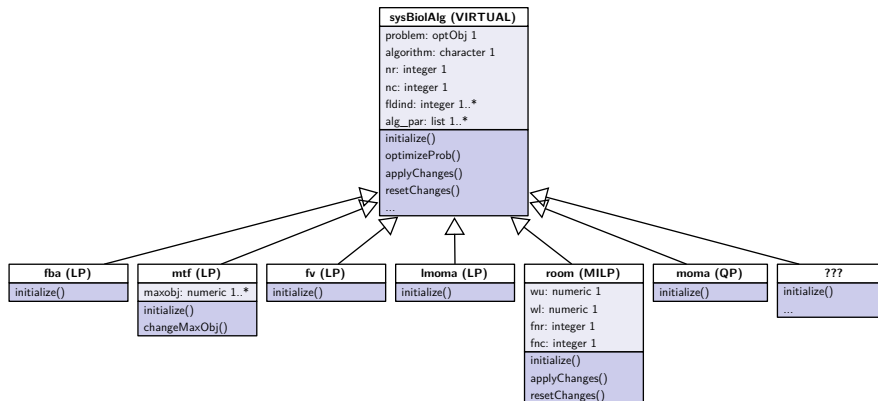 sysBiolAlg (VIRTUAL)
problem: optObj 1
algorithm: character 1
nr: integer 1
nc: integer 1
fldind: integer 1..*
alg_par: list 1..*
initialize()
optimizeProb()
applyChanges()
resetChanges()
...
fba (LP)
initialize()
mtf (LP)
maxobj: numeric 1..*
initialize()
changeMaxObj()
fv (LP)
initialize()
lmoma (LP)
initialize()
room (MILP)
wu: numeric 1
wl: numeric 1
fnr: integer 1
fnc: integer 1
initialize()
applyChanges()
resetChanges()
moma (QP)
initialize()
???
initialize()
...